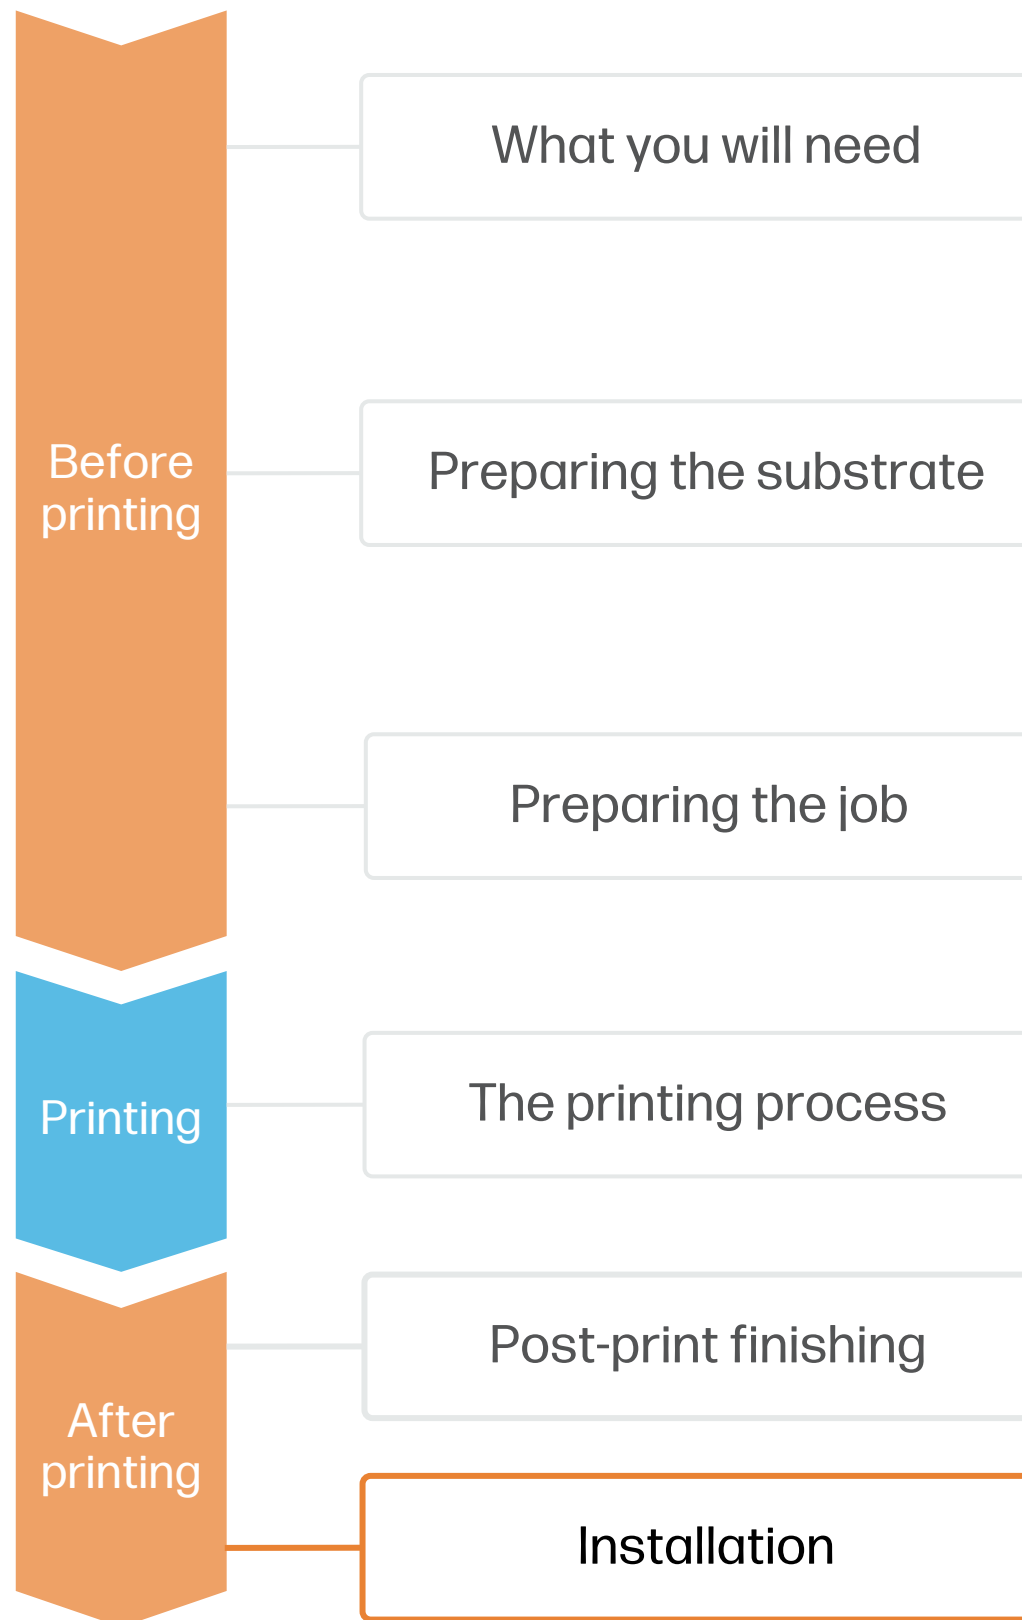 What you will need
Before
printing
Preparing the substrate
Preparing the job
Printing
The printing process
Post-print finishing
After
printing
Installation